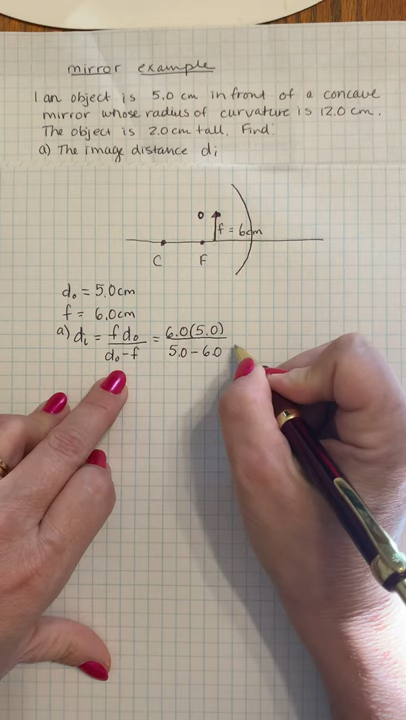 mirror example
1. an object is 5.0 cm in front of a concave
mirror whose radius of curvature is 12.0 cm.
The object is 2.0 cm tall. Find:
a) The image distance di
O
f = 6cm
C F
do = 5.0cm
f = 6.0cm
a) di = f do / do - f = 6.0(5.0) / 5.0 - 6.0